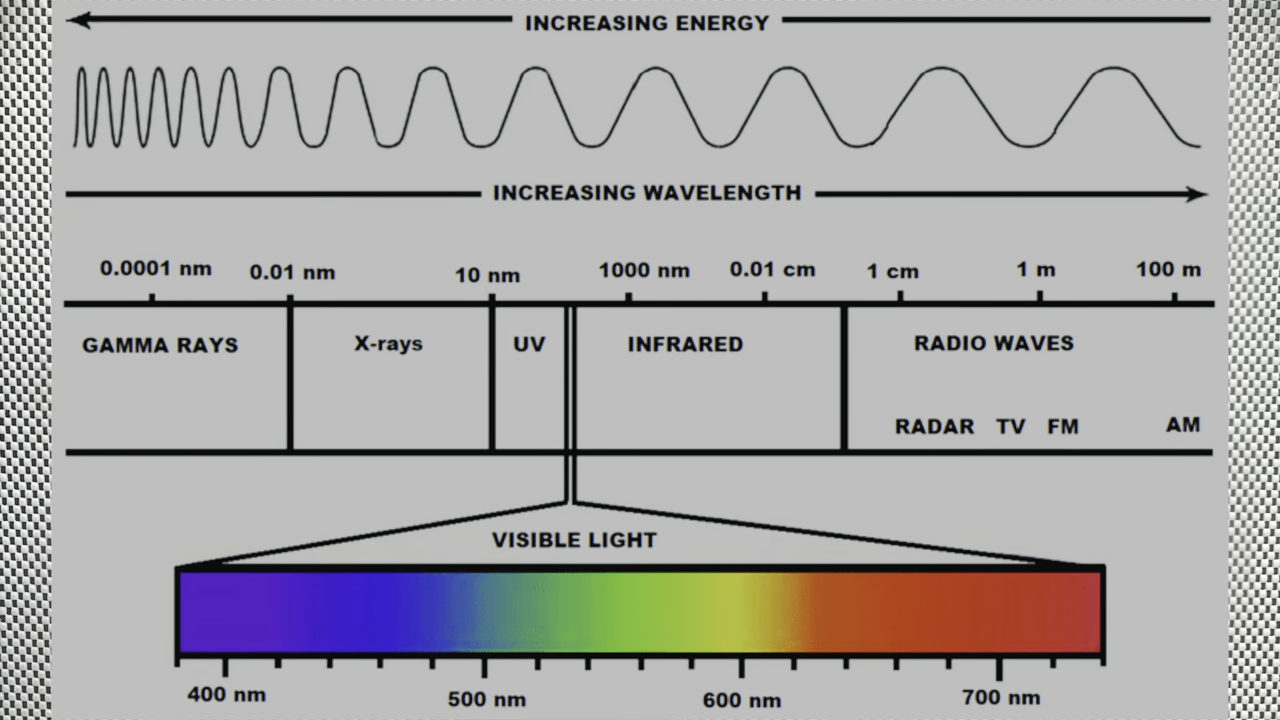 INCREASING ENERGY
INCREASING WAVELENGTH
0.0001 nm 0.01 nm 10 nm 1000 nm 0.01 cm 1 cm 1 m 100 m
GAMMA RAYS X-rays UV INFRARED RADIO WAVES
RADAR TV FM AM
VISIBLE LIGHT
400 nm 500 nm 600 nm 700 nm